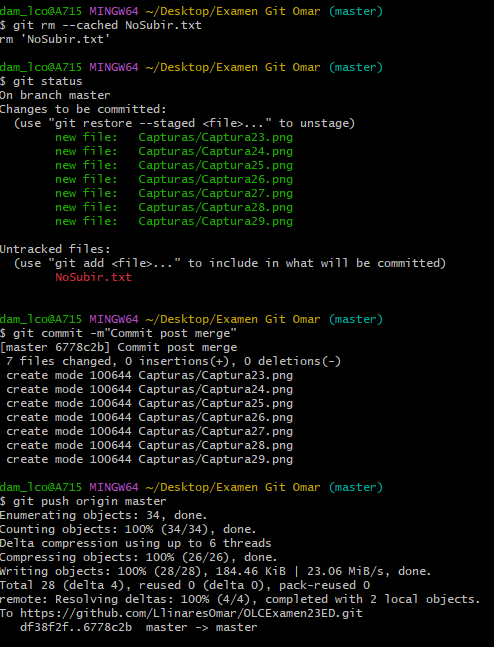 dam_lco@A715 MINGW64 ~/Desktop/Examen Git Omar (master)
$ git rm --cached NoSubir.txt
rm 'NoSubir.txt'

dam_lco@A715 MINGW64 ~/Desktop/Examen Git Omar (master)
$ git status
On branch master
Changes to be committed:
  (use "git restore --staged <file>..." to unstage)
        new file:   Capturas/Captura23.png
        new file:   Capturas/Captura24.png
        new file:   Capturas/Captura25.png
        new file:   Capturas/Captura26.png
        new file:   Capturas/Captura27.png
        new file:   Capturas/Captura28.png
        new file:   Capturas/Captura29.png

Untracked files:
  (use "git add <file>..." to include in what will be committed)
        NoSubir.txt

dam_lco@A715 MINGW64 ~/Desktop/Examen Git Omar (master)
$ git commit -m"Commit post merge"
[master 6778c2b] Commit post merge
 7 files changed, 0 insertions(+), 0 deletions(-)
 create mode 100644 Capturas/Captura23.png
 create mode 100644 Capturas/Captura24.png
 create mode 100644 Capturas/Captura25.png
 create mode 100644 Capturas/Captura26.png
 create mode 100644 Capturas/Captura27.png
 create mode 100644 Capturas/Captura28.png
 create mode 100644 Capturas/Captura29.png

dam_lco@A715 MINGW64 ~/Desktop/Examen Git Omar (master)
$ git push origin master
Enumerating objects: 34, done.
Counting objects: 100% (34/34), done.
Delta compression using up to 6 threads
Compressing objects: 100% (26/26), done.
Writing objects: 100% (28/28), 184.46 KiB | 23.06 MiB/s, done.
Total 28 (delta 4), reused 0 (delta 0), pack-reused 0
remote: Resolving deltas: 100% (4/4), completed with 2 local objects.
To https://github.com/LlinaresOmar/OLCExamen23ED.git
   df38f2f..6778c2b  master -> master